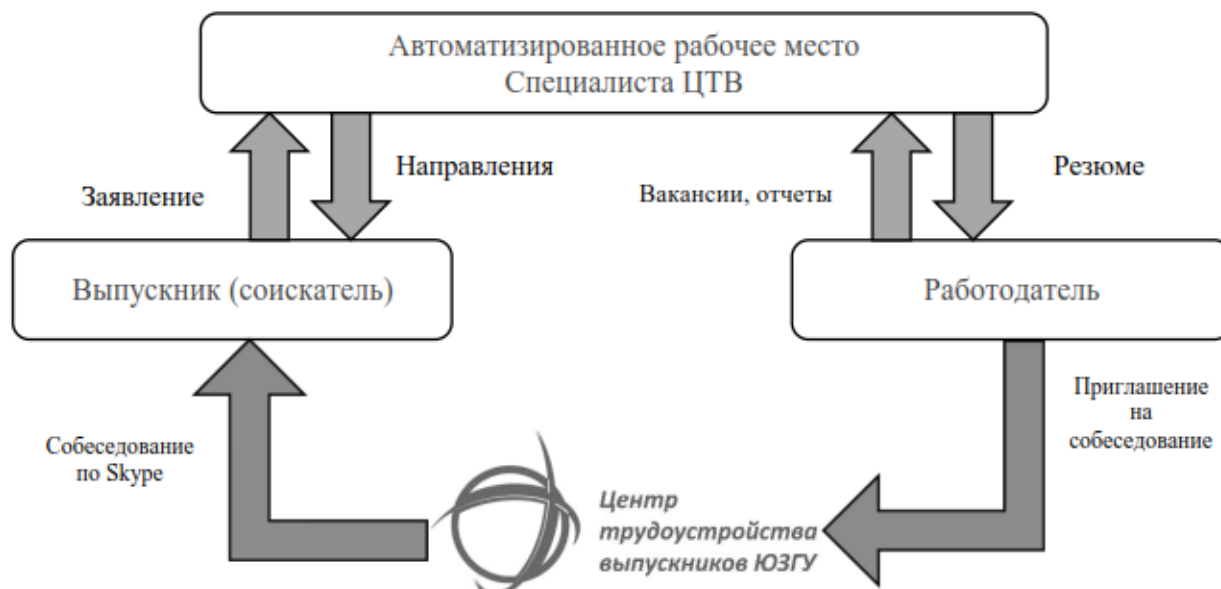 Автоматизированное рабочее место
Специалиста ЦТВ
Заявление
Направления
Вакансии, отчеты
Резюме
Выпускник (соискатель)
Работодатель
Собеседование
по Skype
Приглашение
на
собеседование
Центр
трудоустройства
выпускников ЮЗГУ